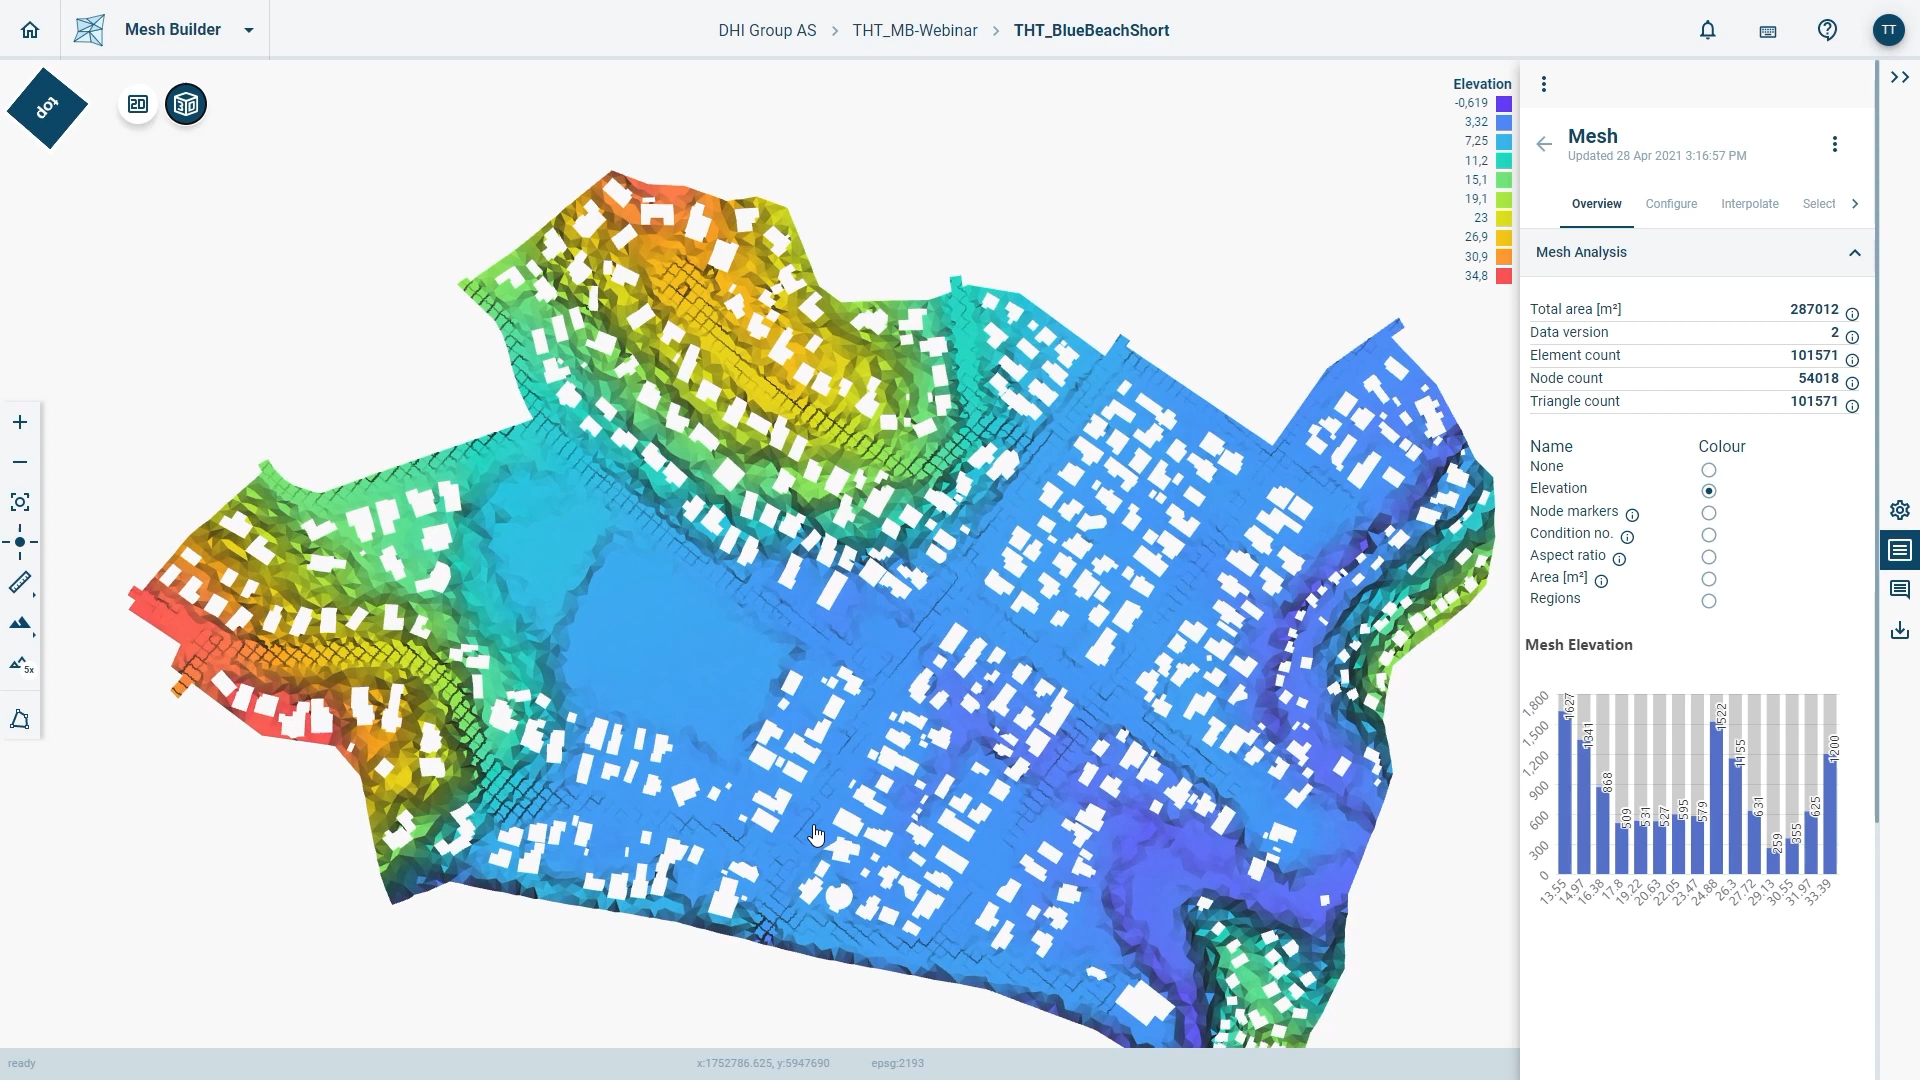 Mesh Builder
DHI Group AS > THT_MB-Webinar > THT_BlueBeachShort
TT
top
2D
3D
Elevation
-0,619
3,32
7,25
11,2
15,1
19,1
23
26,9
30,9
34,8
5x
Mesh
Updated 28 Apr 2021 3:16:57 PM
Overview Configure Interpolate Select
Mesh Analysis
Total area [m²] 287012
Data version 2
Element count 101571
Node count 54018
Triangle count 101571
Name Colour
None
Elevation
Node markers
Condition no.
Aspect ratio
Area [m²]
Regions
Mesh Elevation
1,800
1,500
1,200
900
600
300
0
1627
1341
868
509
531
527
595
579
1522
1155
631
259
355
625
1200
13.55
14.97
16.38
17.8
19.22
20.63
22.05
23.47
24.88
26.3
27.72
29.13
30.55
31.97
33.39
ready
x:1752786.625, y:5947690
epsg:2193